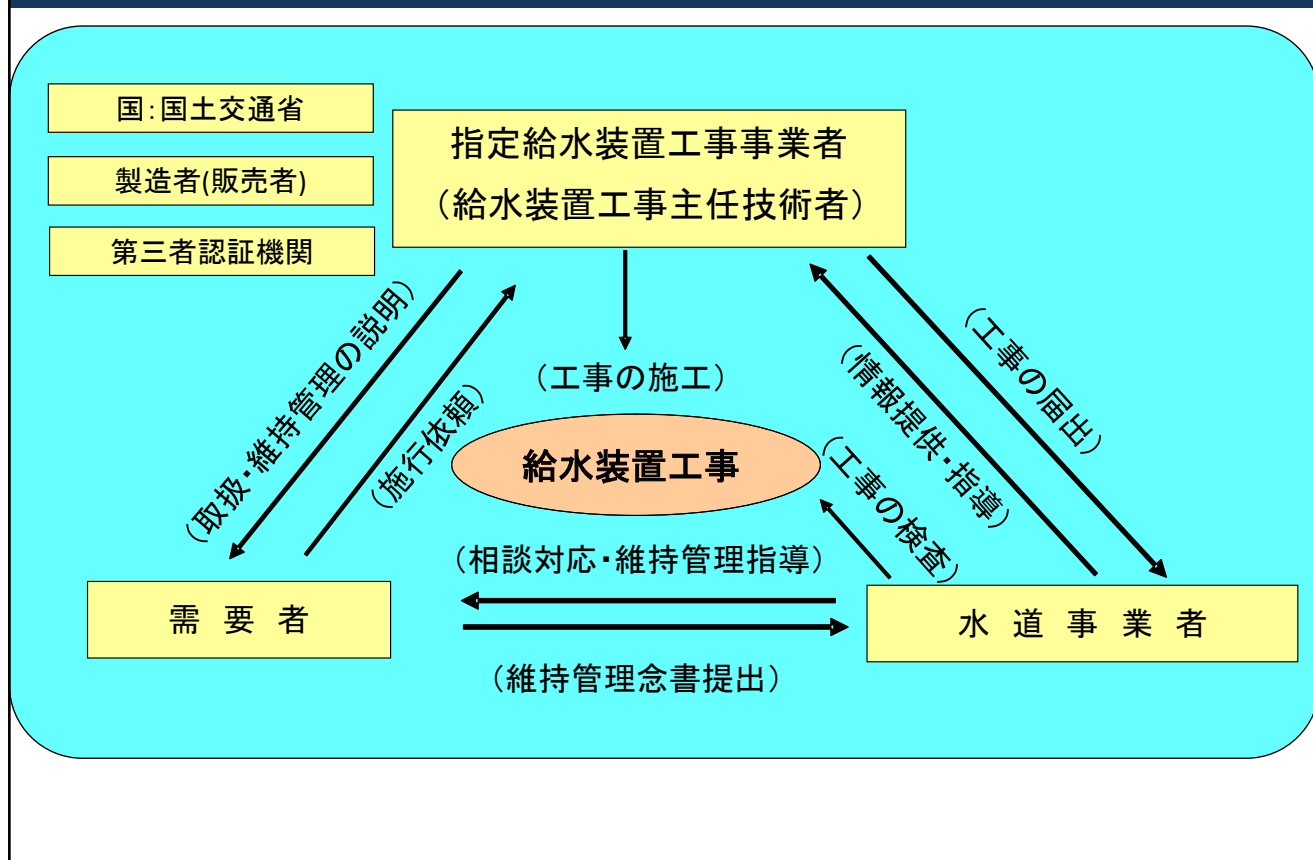 国:国土交通省
製造者(販売者)
第三者認証機関
指定給水装置工事事業者
（給水装置工事主任技術者）
（取扱・維持管理の説明）
（施行依頼）
（工事の施工）
給水装置工事
（工事の検査）
（情報提供・指導）
（工事の届出）
（相談対応・維持管理指導）
需 要 者
水 道 事 業 者
（維持管理念書提出）